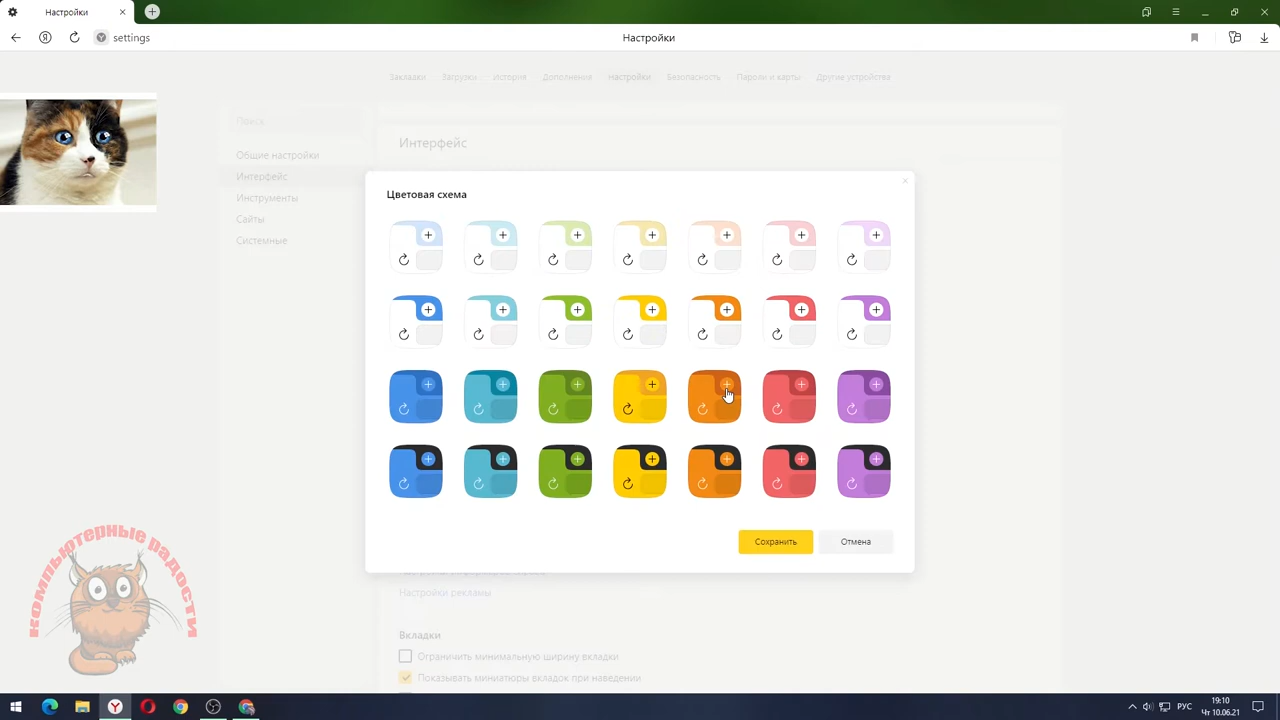 Настройки
settings
Настройки
Закладки Загрузки История Дополнения Настройки Безопасность Пароли и карты Другие устройства
Поиск
Общие настройки
Интерфейс
Инструменты
Сайты
Системные
Интерфейс
Цветовая схема
Сохранить Отмена
Настройки рекламы
Вкладки
Ограничить минимальную ширину вкладки
Показывать миниатюры вкладок при наведении
КОМПЬЮТЕРНЫЕ РАДОСТИ
РУС
19:10
Чт 10.06.21